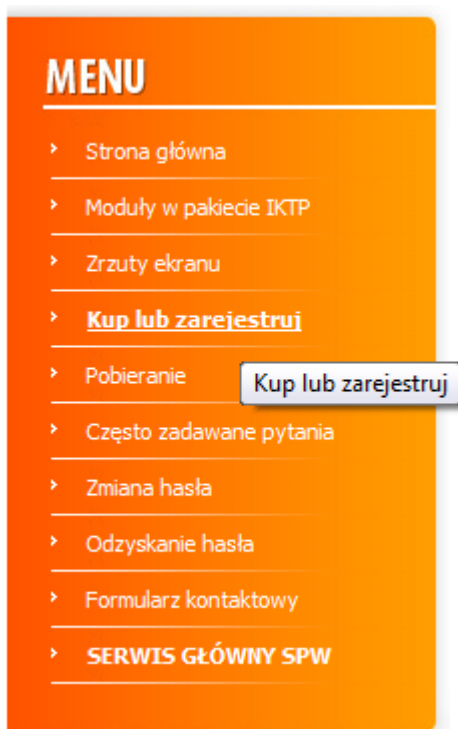 MENU
Strona główna
Moduły w pakiecie IKTP
Zrzuty ekranu
Kup lub zarejestruj
Pobieranie
Kup lub zarejestruj
Często zadawane pytania
Zmiana hasła
Odzyskanie hasła
Formularz kontaktowy
SERWIS GŁÓWNY SPW